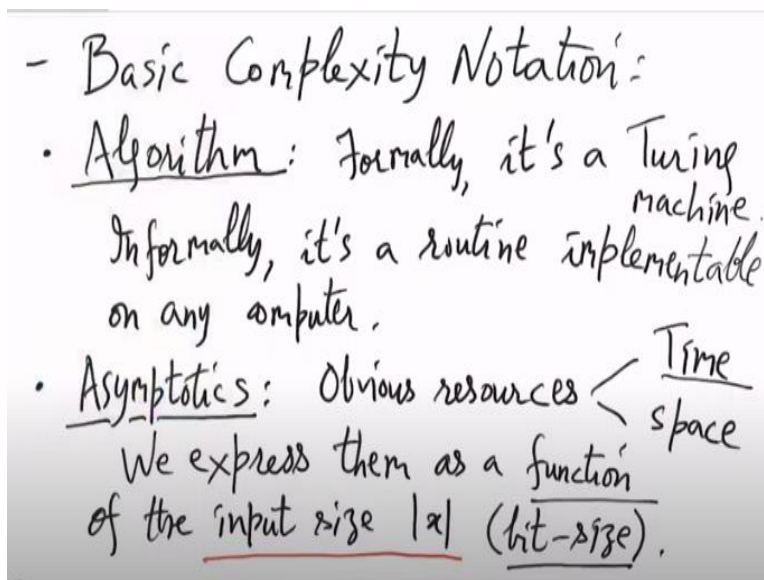 - Basic Complexity Notation:
• Algorithm: Formally, it's a Turing
machine.
Informally, it's a routine implementable
on any computer.
• Asymptotics: Obvious resources < Time
space
We express them as a function
of the input size |x| (bit-size).